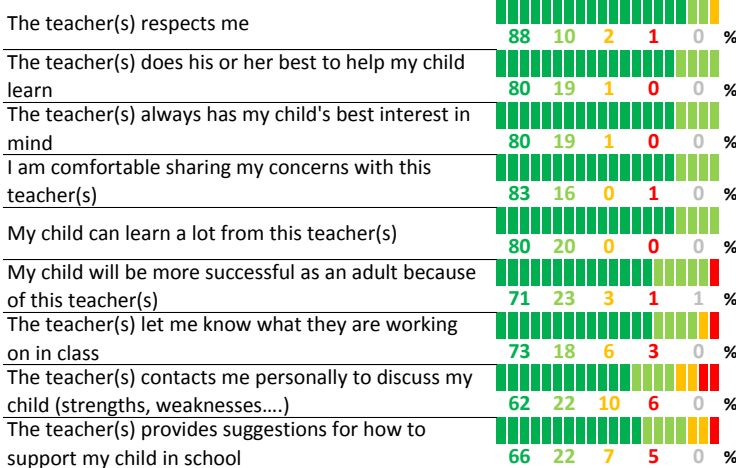 The teacher(s) respects me
88 10 2 1 0 %
The teacher(s) does his or her best to help my child
learn
80 19 1 0 0 %
The teacher(s) always has my child's best interest in
mind
80 19 1 0 0 %
I am comfortable sharing my concerns with this
teacher(s)
83 16 0 1 0 %
My child can learn a lot from this teacher(s)
80 20 0 0 0 %
My child will be more successful as an adult because
of this teacher(s)
71 23 3 1 1 %
The teacher(s) let me know what they are working
on in class
73 18 6 3 0 %
The teacher(s) contacts me personally to discuss my
child (strengths, weaknesses....)
62 22 10 6 0 %
The teacher(s) provides suggestions for how to
support my child in school
66 22 7 5 0 %